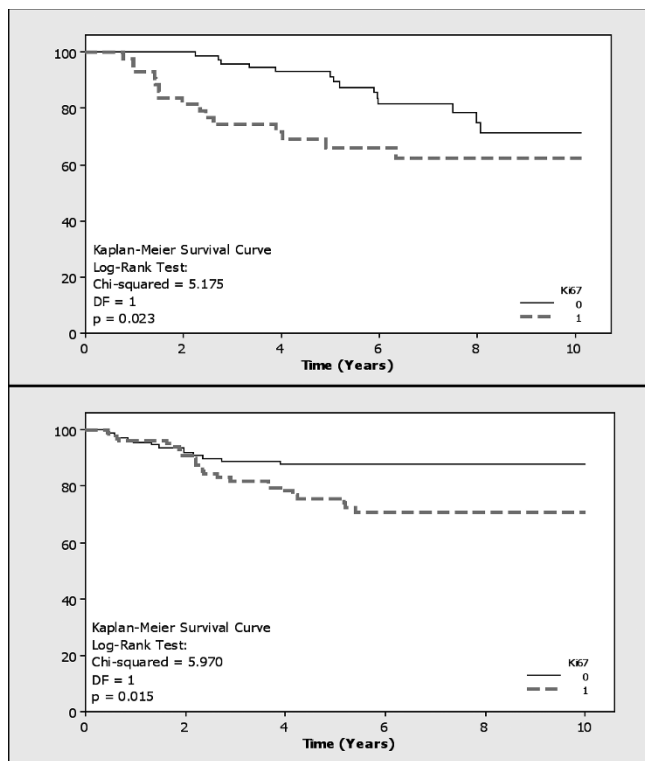 100
80
60
40
20
0
Kaplan-Meier Survival Curve
Log-Rank Test:
Chi-squared = 5.175
DF = 1
p = 0.023
Ki67
0
1
0 2 4 6 8 10
Time (Years)
100
80
60
40
20
0
Kaplan-Meier Survival Curve
Log-Rank Test:
Chi-squared = 5.970
DF = 1
p = 0.015
Ki67
0
1
0 2 4 6 8 10
Time (Years)